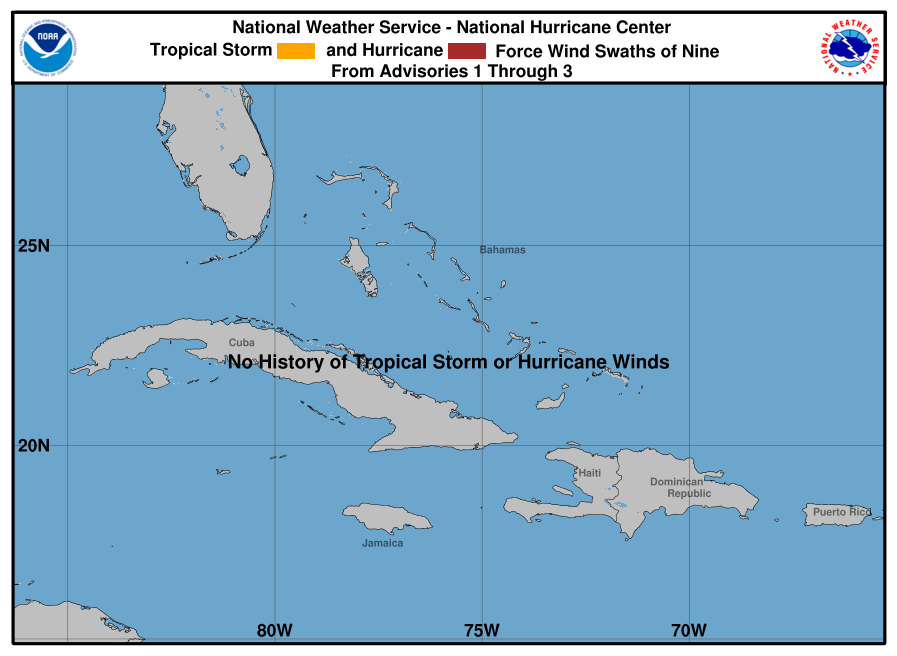 National Weather Service - National Hurricane Center
Tropical Storm and Hurricane Force Wind Swaths of Nine
From Advisories 1 Through 3
NOAA
NATIONAL WEATHER SERVICE
25N
Bahamas
Cuba
No History of Tropical Storm or Hurricane Winds
20N
Haiti
Dominican
Republic
Puerto Rico
Jamaica
80W 75W 70W